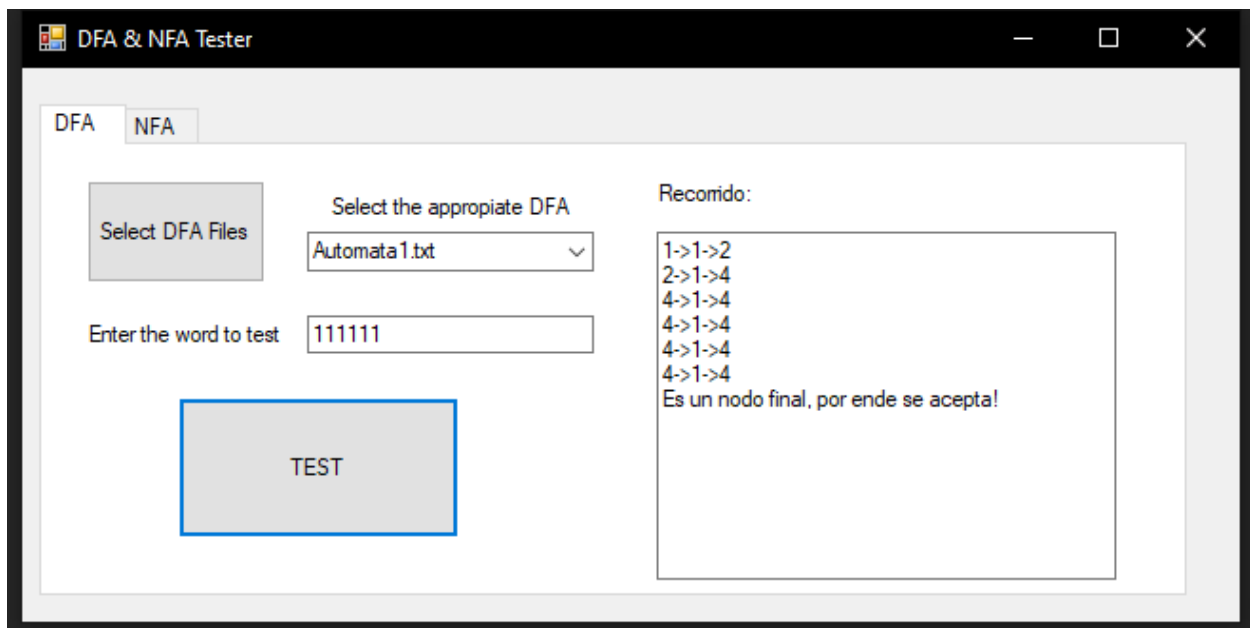 DFA & NFA Tester
DFA
NFA
Select DFA Files
Select the appropiate DFA
Automata1.txt
Enter the word to test
111111
TEST
Recorrido:
1->1->2
2->1->4
4->1->4
4->1->4
4->1->4
4->1->4
Es un nodo final, por ende se acepta!